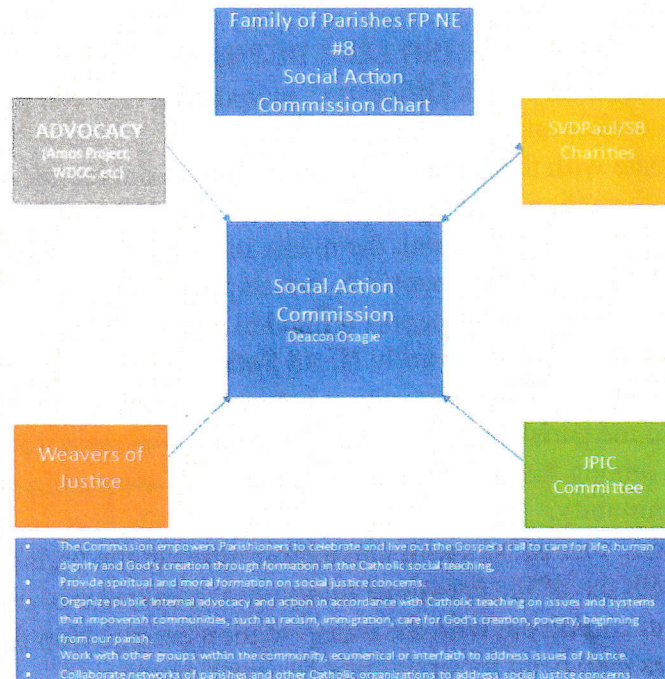 Family of Parishes FP NE
#8
Social Action
Commission Chart
ADVOCACY
(Amos Project,
WDCC, etc)
SVDPaul/SB
Charities
Social Action
Commission
Deacon Osagie
Weavers of
Justice
JPIC
Committee
• The Commission empowers Parishioners to celebrate and live out the Gospel's call to care for life, human
dignity and God's creation through formation in the Catholic social teaching.
• Provide spiritual and moral formation on social justice concerns.
• Organize public internal advocacy and action in accordance with Catholic teaching on issues and systems
that impoverish communities, such as racism, immigration, care for God's creation, poverty, beginning
from our parish.
• Work with other groups within the community, ecumenical or interfaith to address issues of Justice.
• Collaborate networks of parishes and other Catholic organizations to address social justice concerns